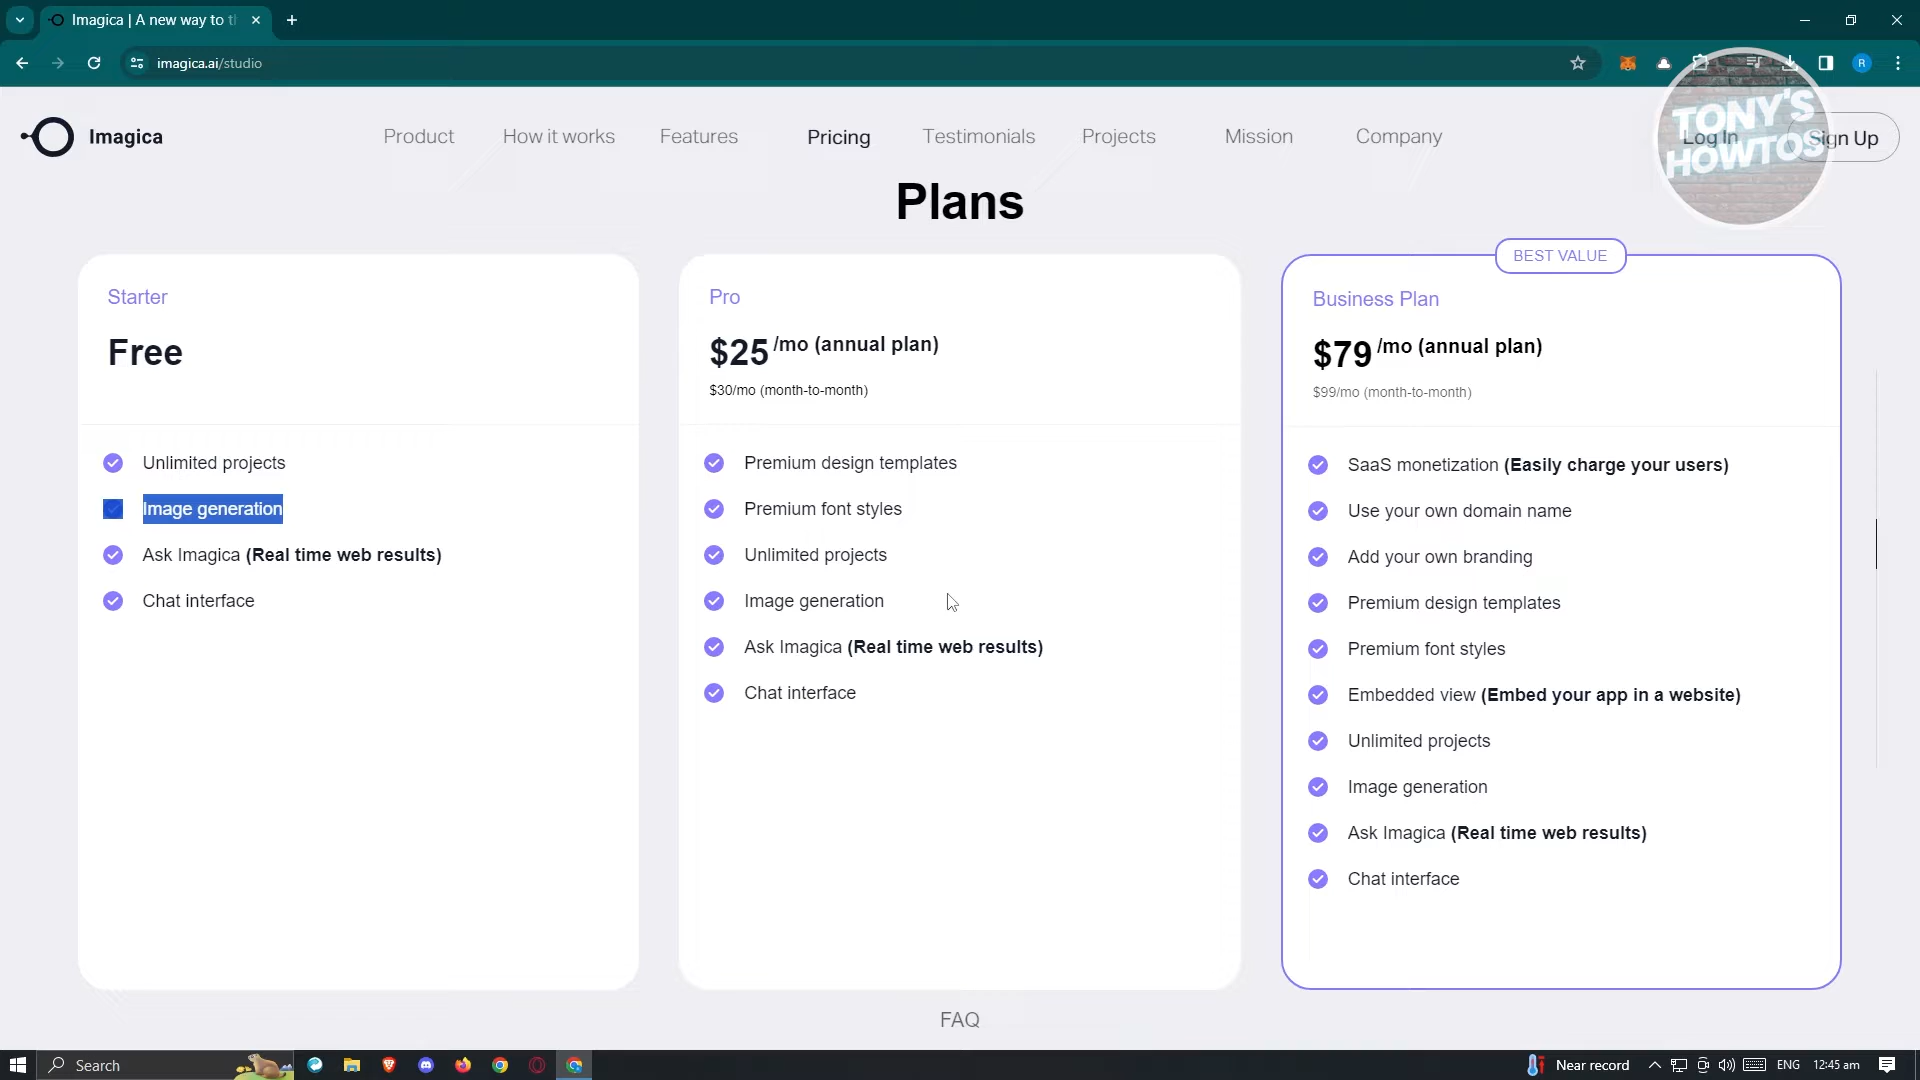 Imagica | A new way to th
imagica.ai/studio
R
Imagica
Product
How it works
Features
Pricing
Testimonials
Projects
Mission
Company
Log In
Sign Up
TONY'S
HOWTOS
Plans
Starter
Free
Unlimited projects
Image generation
Ask Imagica (Real time web results)
Chat interface
Pro
$25 /mo (annual plan)
$30/mo (month-to-month)
Premium design templates
Premium font styles
Unlimited projects
Image generation
Ask Imagica (Real time web results)
Chat interface
BEST VALUE
Business Plan
$79 /mo (annual plan)
$99/mo (month-to-month)
SaaS monetization (Easily charge your users)
Use your own domain name
Add your own branding
Premium design templates
Premium font styles
Embedded view (Embed your app in a website)
Unlimited projects
Image generation
Ask Imagica (Real time web results)
Chat interface
FAQ
Search
Near record
ENG
12:45 am